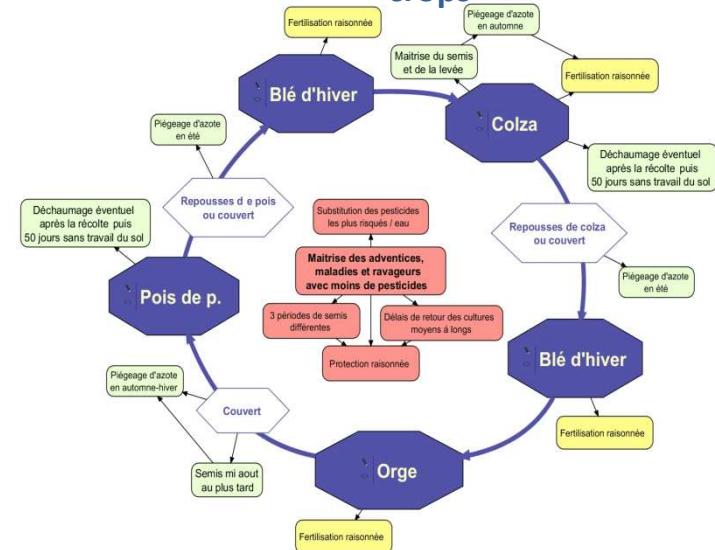 Fertilisation raisonnée
Piégeage d'azote
en automne
Maitrise du semis
et de la levée
Fertilisation raisonnée
Blé d'hiver
Colza
Piégeage d'azote
en été
Déchaumage éventuel
après la récolte puis
50 jours sans travail du sol
Repousses d e pois
ou couvert
Déchaumage éventuel
après la récolte puis
50 jours sans travail du sol
Substitution des pesticides
les plus risqués / eau
Repousses de colza
ou couvert
Maitrise des adventices,
maladies et ravageurs
avec moins de pesticides
Piégeage d'azote
en été
Pois de p.
3 périodes de semis
différentes
Délais de retour des cultures
moyens à longs
Protection raisonnée
Blé d'hiver
Piégeage d'azote
en automne-hiver
Couvert
Fertilisation raisonnée
Semis mi aout
au plus tard
Orge
Fertilisation raisonnée